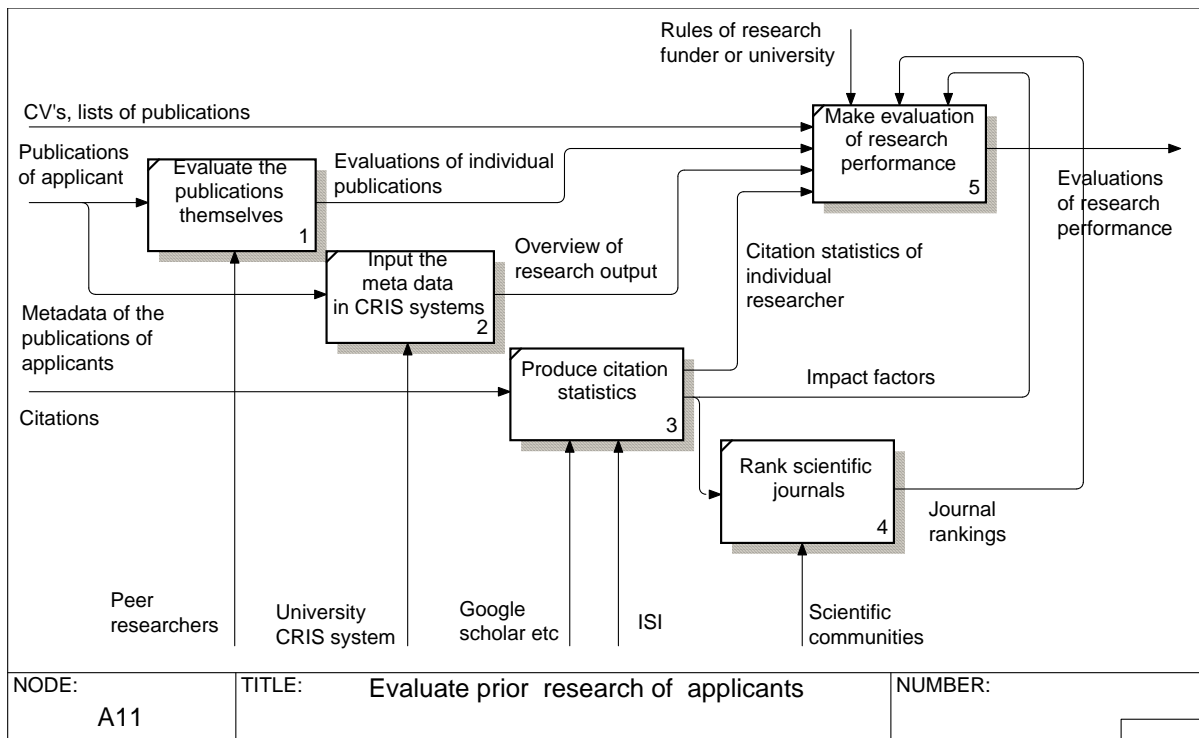 Rules of research
funder or university
CV's, lists of publications
Make evaluation
of research
performance
5
Publications
of applicant
Evaluate the
publications
themselves
1
Evaluations of individual
publications
Evaluations
of research
performance
Input the
meta data
in CRIS systems
2
Overview of
research output
Citation statistics of
individual
researcher
Metadata of the
publications of
applicants
Produce citation
statistics
3
Impact factors
Citations
Rank scientific
journals
4
Journal
rankings
Peer
researchers
University
CRIS system
Google
scholar etc
ISI
Scientific
communities
NODE:
A11
TITLE:
Evaluate prior research of applicants
NUMBER: